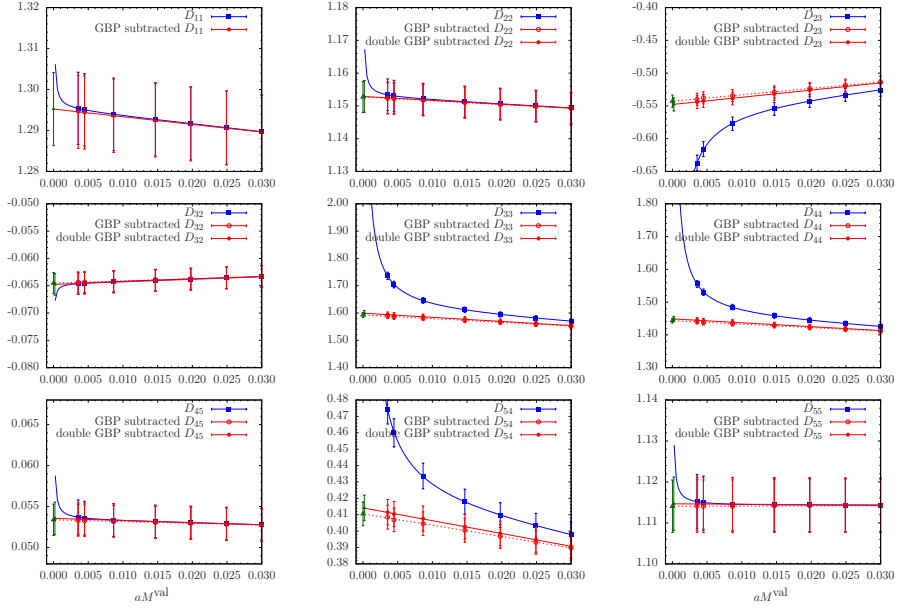 1.32
1.31
1.30
1.29
1.28
0.000 0.005 0.010 0.015 0.020 0.025 0.030
D11
GBP subtracted D11
1.18
1.17
1.16
1.15
1.14
1.13
0.000 0.005 0.010 0.015 0.020 0.025 0.030
D22
GBP subtracted D22
double GBP subtracted D22
-0.40
-0.45
-0.50
-0.55
-0.60
-0.65
0.000 0.005 0.010 0.015 0.020 0.025 0.030
D23
GBP subtracted D23
double GBP subtracted D23
-0.050
-0.055
-0.060
-0.065
-0.070
-0.075
-0.080
0.000 0.005 0.010 0.015 0.020 0.025 0.030
D32
GBP subtracted D32
double GBP subtracted D32
2.00
1.90
1.80
1.70
1.60
1.50
1.40
0.000 0.005 0.010 0.015 0.020 0.025 0.030
D33
GBP subtracted D33
double GBP subtracted D33
1.80
1.70
1.60
1.50
1.40
1.30
0.000 0.005 0.010 0.015 0.020 0.025 0.030
D44
GBP subtracted D44
double GBP subtracted D44
0.065
0.060
0.055
0.050
0.000 0.005 0.010 0.015 0.020 0.025 0.030
D45
GBP subtracted D45
double GBP subtracted D45
aM^val
0.48
0.47
0.46
0.45
0.44
0.43
0.42
0.41
0.40
0.39
0.38
0.000 0.005 0.010 0.015 0.020 0.025 0.030
D54
GBP subtracted D54
double GBP subtracted D54
aM^val
1.14
1.13
1.12
1.11
1.10
0.000 0.005 0.010 0.015 0.020 0.025 0.030
D55
GBP subtracted D55
double GBP subtracted D55
aM^val